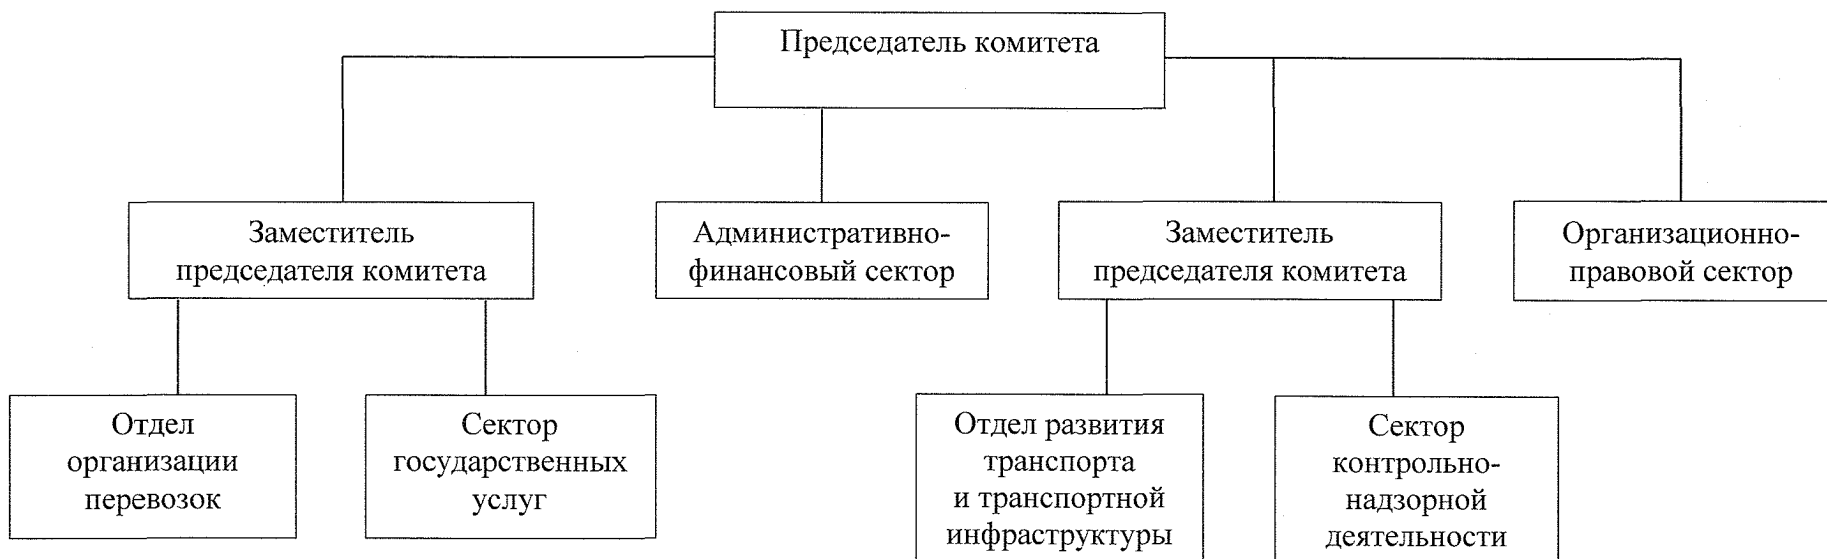 Председатель комитета
Заместитель
председателя комитета
Административно-
финансовый сектор
Заместитель
председателя комитета
Организационно-
правовой сектор
Отдел
организации
перевозок
Сектор
государственных
услуг
Отдел развития
транспорта
и транспортной
инфраструктуры
Сектор
контрольно-
надзорной
деятельности